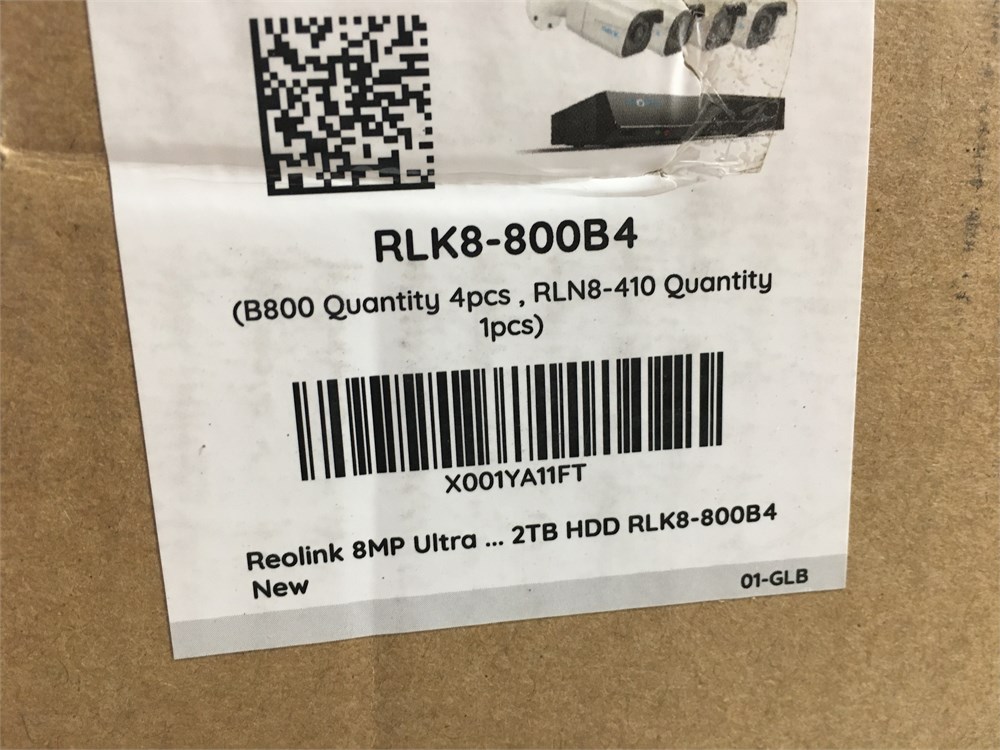 RLK8-800B4
(B800 Quantity 4pcs , RLN8-410 Quantity
1pcs)
X001YA11FT
Reolink 8MP Ultra ... 2TB HDD RLK8-800B4
New
01-GLB